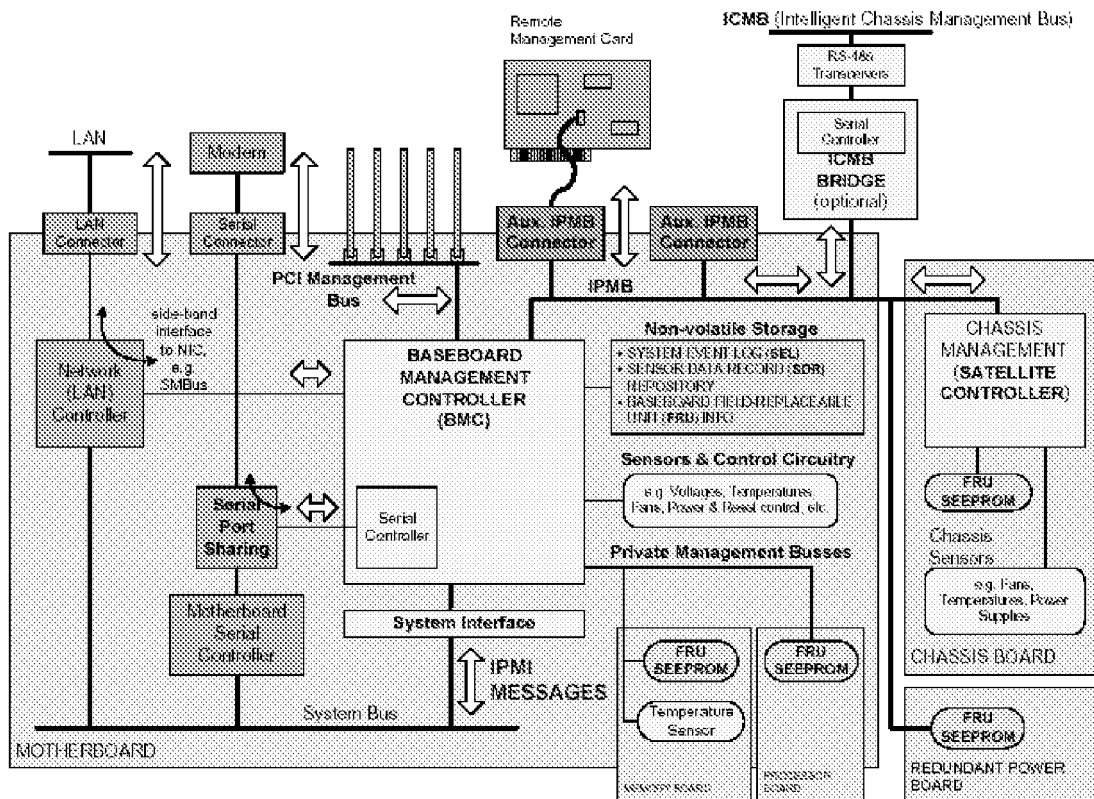 Remote
Management Card
ICMB (Intelligent Chassis Management Bus)
RS-485
Transceivers
Serial
Controller
ICMB
BRIDGE
(optional)
LAN
Modem
LAN
Connector
Serial
Connector
Aux. IPMB
Connector
Aux. IPMB
Connector
PCI Management
Bus
IPMB
side-band
interface
to NIC,
e.g.
SMBus
Network
(LAN)
Controller
BASEBOARD
MANAGEMENT
CONTROLLER
(BMC)
Non-volatile Storage
• SYSTEM EVENT LOG (SEL)
• SENSOR DATA RECORD (SDR)
REPOSITORY
• BASEBOARD FIELD-REPLACEABLE
UNIT (FRU) INFO
CHASSIS
MANAGEMENT
(SATELLITE
CONTROLLER)
Sensors & Control Circuitry
e.g. Voltages, Temperatures,
Fans, Power & Reset control, etc.
FRU
SEEPROM
Serial
Port
Sharing
Serial
Controller
Chassis
Sensors
Private Management Busses
e.g. Fans,
Temperatures, Power
Supplies
Motherboard
Serial
Controller
System Interface
CHASSIS BOARD
IPMI
MESSAGES
FRU
SEEPROM
FRU
SEEPROM
System Bus
Temperature
Sensor
FRU
SEEPROM
MOTHERBOARD
MEMORY BOARD
PROCESSOR
BOARD
REDUNDANT POWER
BOARD